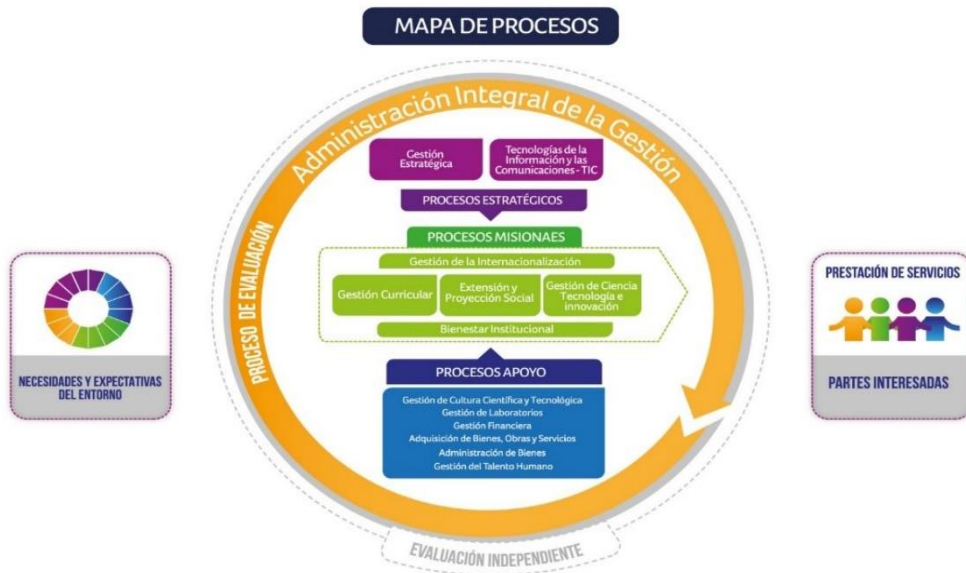 MAPA DE PROCESOS
Administración Integral de la Gestión
PROCESO DE EVALUACIÓN
Gestión
Estratégica
Tecnologías de la
Información y las
Comunicaciones - TIC
PROCESOS ESTRATÉGICOS
PROCESOS MISIONAES
Gestión de la Internacionalización
Gestión Curricular
Extensión y
Proyección Social
Gestión de Ciencia
Tecnología e
innovación
Bienestar Institucional
PROCESOS APOYO
Gestión de Cultura Científica y Tecnológica
Gestión de Laboratorios
Gestión Financiera
Adquisición de Bienes, Obras y Servicios
Administración de Bienes
Gestión del Talento Humano
EVALUACIÓN INDEPENDIENTE
NECESIDADES Y EXPECTATIVAS
DEL ENTORNO
PRESTACIÓN DE SERVICIOS
PARTES INTERESADAS